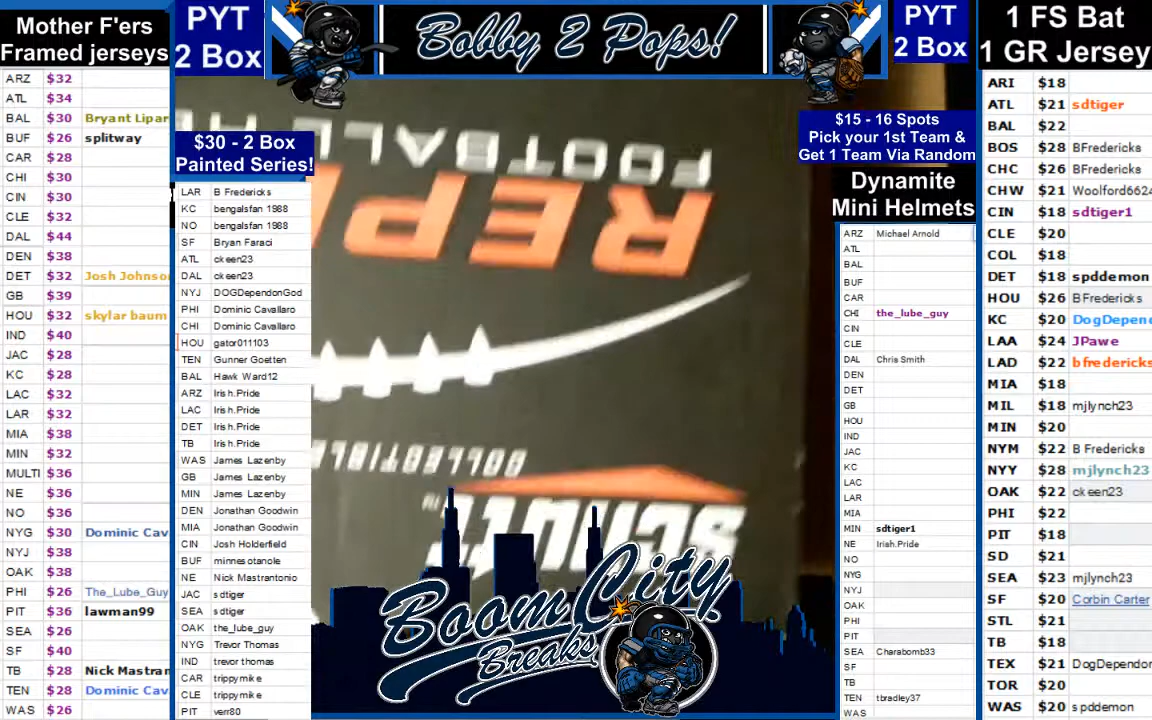 Mother F'ers
Framed jerseys
ARZ $32
ATL $34
BAL $30 Bryant Lipar
BUF $26 splitway
CAR $28
CHI $30
CIN $30
CLE $32
DAL $44
DEN $38
DET $32 Josh Johnso
GB $39
HOU $32 skylar baum
IND $40
JAC $28
KC $28
LAC $32
LAR $32
MIA $38
MIN $32
MULTI $36
NE $36
NO $36
NYG $30 Dominic Cav
NYJ $38
OAK $38
PHI $26 The_Lube_Guy
PIT $36 lawman99
SEA $26
SF $40
TB $28 Nick Mastran
TEN $28 Dominic Cav
WAS $26
PYT
2 Box
$30 - 2 Box
Painted Series!
LAR B Fredericks
KC bengalsfan 1988
NO bengalsfan 1988
SF Bryan Faraci
ATL ckeen23
DAL ckeen23
NYJ DOGDependonGod
PHI Dominic Cavallaro
CHI Dominic Cavallaro
HOU gator011103
TEN Gunner Goetten
BAL Hawk Ward12
ARZ Irish.Pride
LAC Irish.Pride
DET Irish.Pride
TB Irish.Pride
WAS James Lazenby
GB James Lazenby
MIN James Lazenby
DEN Jonathan Goodwin
MIA Jonathan Goodwin
CIN Josh Holderfield
BUF minnesotanole
NE Nick Mastrantonio
JAC sdtiger
SEA sdtiger
OAK the_lube_guy
NYG Trevor Thomas
IND trevor thomas
CAR trippymike
CLE trippymike
PIT verr80
Bobby 2 Pops!
FOOTBALL HE
REPL
COLLECTIBLE
SCHUTT
TM
Boom City
Breaks
PYT
2 Box
$15 - 16 Spots
Pick your 1st Team &
Get 1 Team Via Random
Dynamite
Mini Helmets
ARZ Michael Arnold
ATL
BAL
BUF
CAR
CHI the_lube_guy
CIN
CLE
DAL Chris Smith
DEN
DET
GB
HOU
IND
JAC
KC
LAC
LAR
MIA
MIN sdtiger1
NE Irish.Pride
NO
NYG
NYJ
OAK
PHI
PIT
SEA Charabomb33
SF
TB
TEN tbradley37
WAS
1 FS Bat
1 GR Jersey
ARI $18
ATL $21 sdtiger
BAL $22
BOS $28 BFredericks
CHC $26 BFredericks
CHW $21 Woolford6624
CIN $18 sdtiger1
CLE $20
COL $18
DET $18 spddemon
HOU $26 BFredericks
KC $20 DogDepen
LAA $24 JPawe
LAD $22 bfredericks
MIA $18
MIL $18 mjlynch23
MIN $20
NYM $22 B Fredericks
NYY $28 mjlynch23
OAK $22 ckeen23
PHI $22
PIT $18
SD $21
SEA $23 mjlynch23
SF $20 Corbin Carter
STL $21
TB $18
TEX $21 DogDependor
TOR $20
WAS $20 spddemon